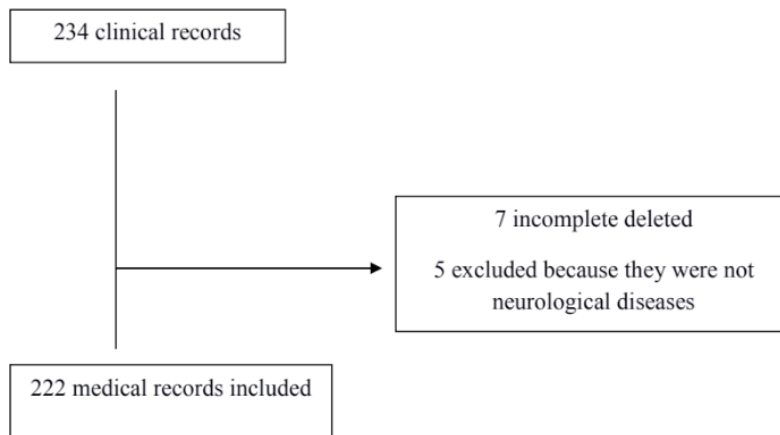 234 clinical records
7 incomplete deleted
5 excluded because they were not
neurological diseases
222 medical records included